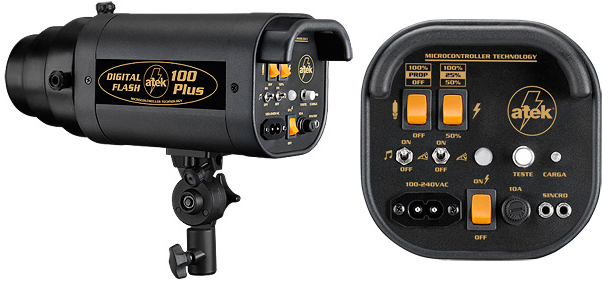 DIGITAL
FLASH
atek
100
Plus
MICROCONTROLLER TECHNOLOGY
MICROCONTROLLER TECHNOLOGY
100% 100%
PROP 25%
OFF 50%
atek
OFF 50%
ON ON
OFF OFF
TESTE CARGA
100-240VAC ON 10A SINCRO
OFF